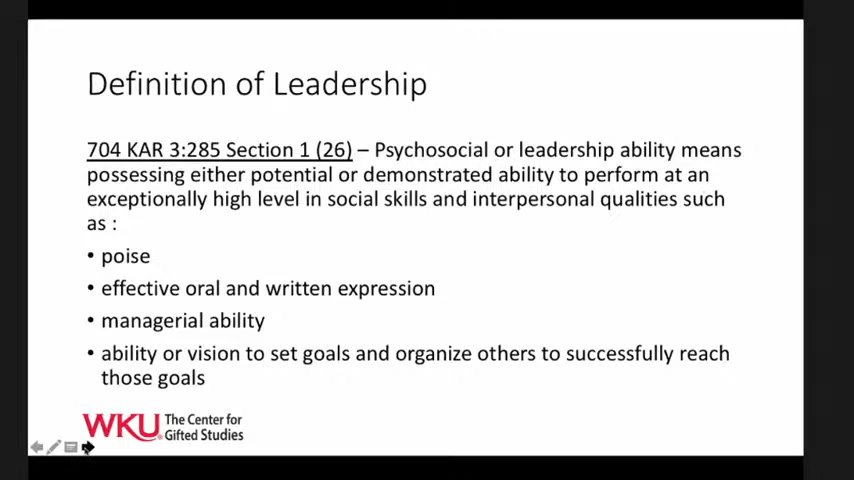 Definition of Leadership
704 KAR 3:285 Section 1 (26) – Psychosocial or leadership ability means
possessing either potential or demonstrated ability to perform at an
exceptionally high level in social skills and interpersonal qualities such
as :
• poise
• effective oral and written expression
• managerial ability
• ability or vision to set goals and organize others to successfully reach
those goals
WKU® The Center for
Gifted Studies